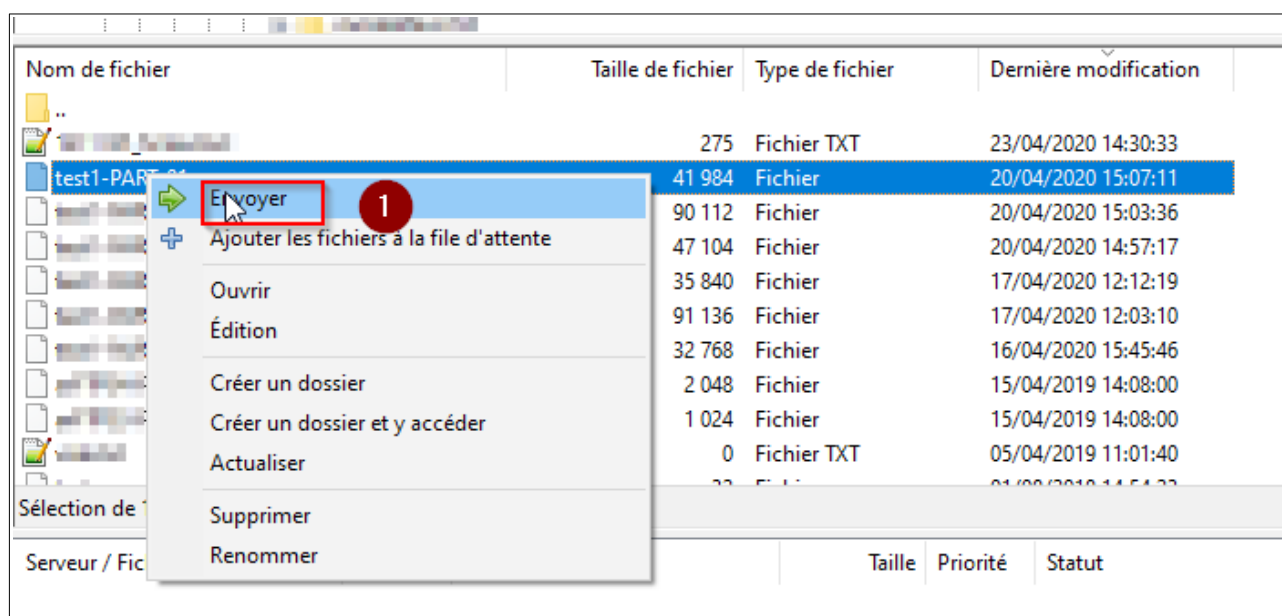 Nom de fichier Taille de fichier Type de fichier Dernière modification
..
275 Fichier TXT 23/04/2020 14:30:33
test1-PART-01 41 984 Fichier 20/04/2020 15:07:11
Envoyer 1
90 112 Fichier 20/04/2020 15:03:36
Ajouter les fichiers à la file d'attente
47 104 Fichier 20/04/2020 14:57:17
Ouvrir
35 840 Fichier 17/04/2020 12:12:19
91 136 Fichier 17/04/2020 12:03:10
Édition
32 768 Fichier 16/04/2020 15:45:46
Créer un dossier
2 048 Fichier 15/04/2019 14:08:00
Créer un dossier et y accéder
1 024 Fichier 15/04/2019 14:08:00
0 Fichier TXT 05/04/2019 11:01:40
Actualiser
Sélection de
Supprimer
Renommer
Serveur / Fic Taille Priorité Statut